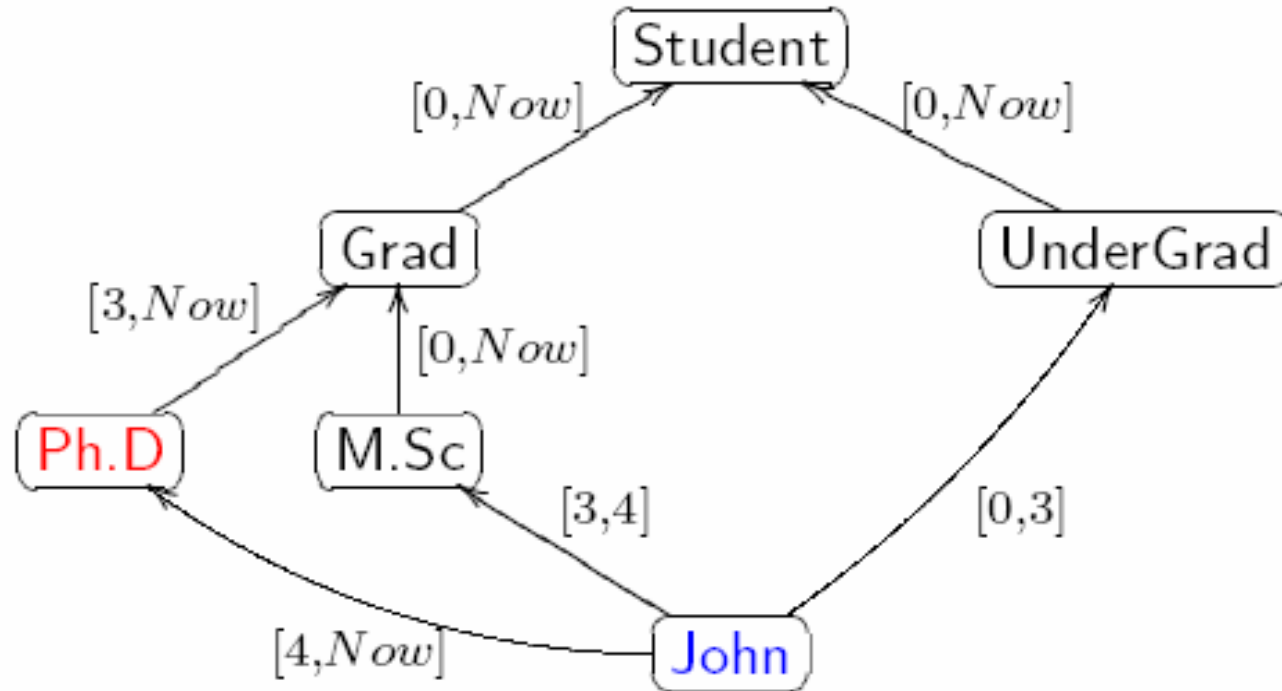 Student
[0,Now] [0,Now]
Grad UnderGrad
[3,Now] [0,Now]
Ph.D M.Sc
[3,4] [0,3]
[4,Now] John